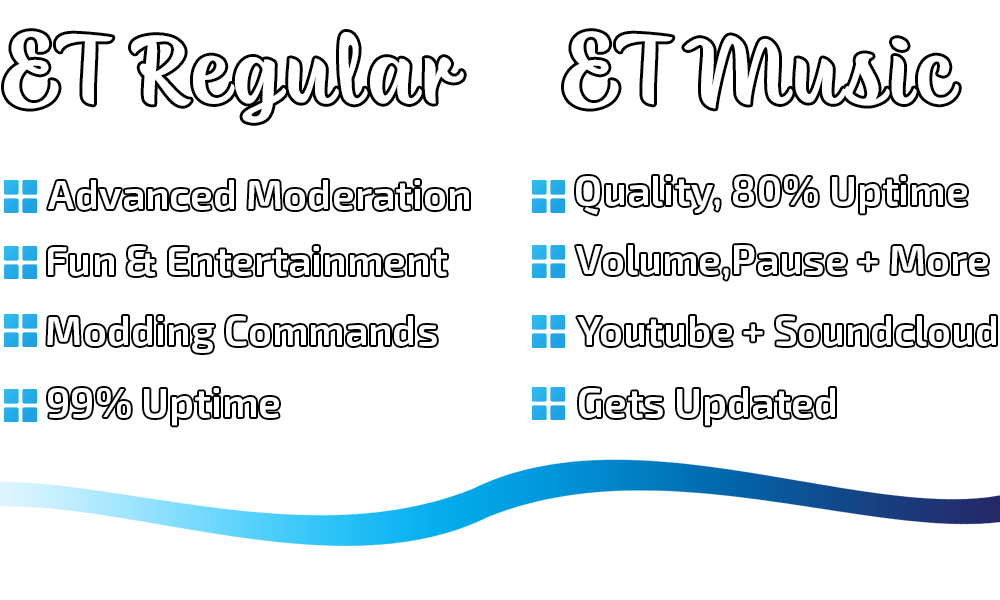 ET Regular
Advanced Moderation
Fun & Entertainment
Modding Commands
99% Uptime
ET Music
Quality, 80% Uptime
Volume,Pause + More
Youtube + Soundcloud
Gets Updated